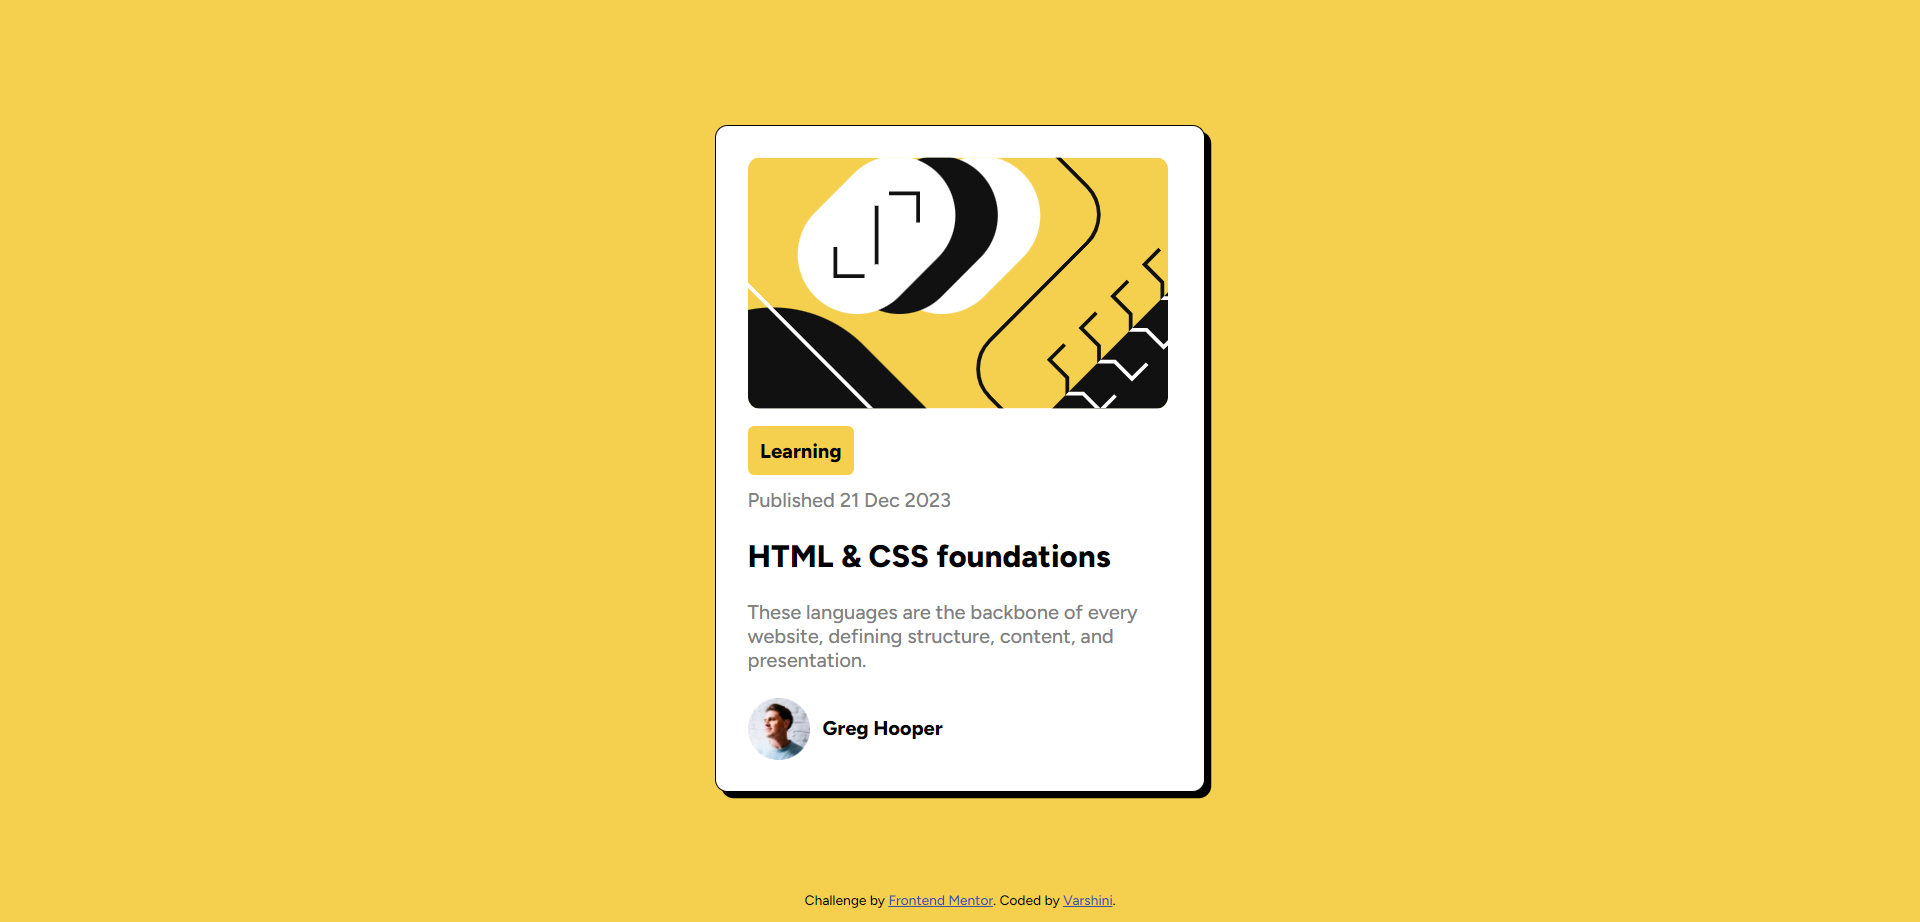 Learning
Published 21 Dec 2023
HTML & CSS foundations
These languages are the backbone of every
website, defining structure, content, and
presentation.
Greg Hooper
Challenge by Frontend Mentor. Coded by Varshini.